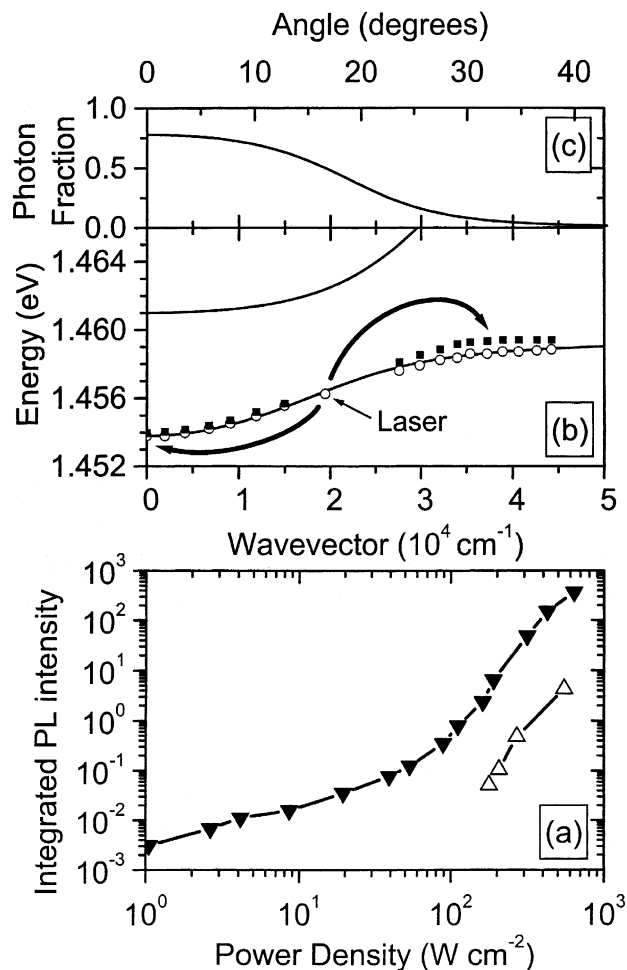 Angle (degrees)
0 10 20 30 40
1.0
0.5
0.0
Photon
Fraction
(c)
1.464
1.460
1.456
1.452
Energy (eV)
Laser
(b)
0 1 2 3 4 5
Wavevector (10⁴ cm⁻¹)
10³
10²
10¹
10⁰
10⁻¹
10⁻²
10⁻³
Integrated PL intensity
(a)
10⁰ 10¹ 10² 10³
Power Density (W cm⁻²)